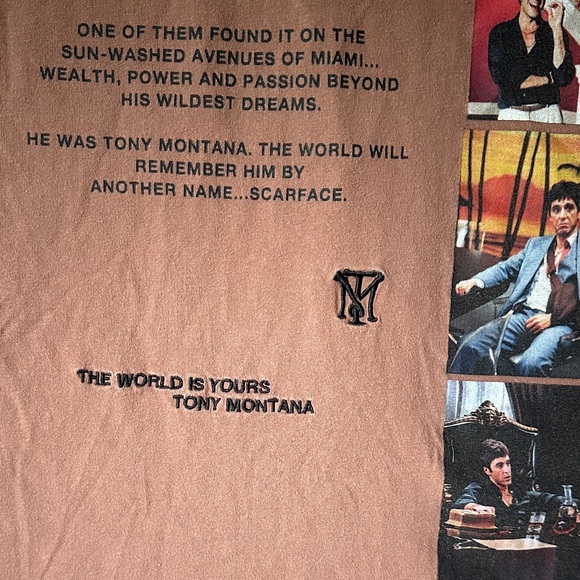 ONE OF THEM FOUND IT ON THE
SUN-WASHED AVENUES OF MIAMI...
WEALTH, POWER AND PASSION BEYOND
HIS WILDEST DREAMS.
HE WAS TONY MONTANA. THE WORLD WILL
REMEMBER HIM BY
ANOTHER NAME...SCARFACE.
TM
THE WORLD IS YOURS
TONY MONTANA